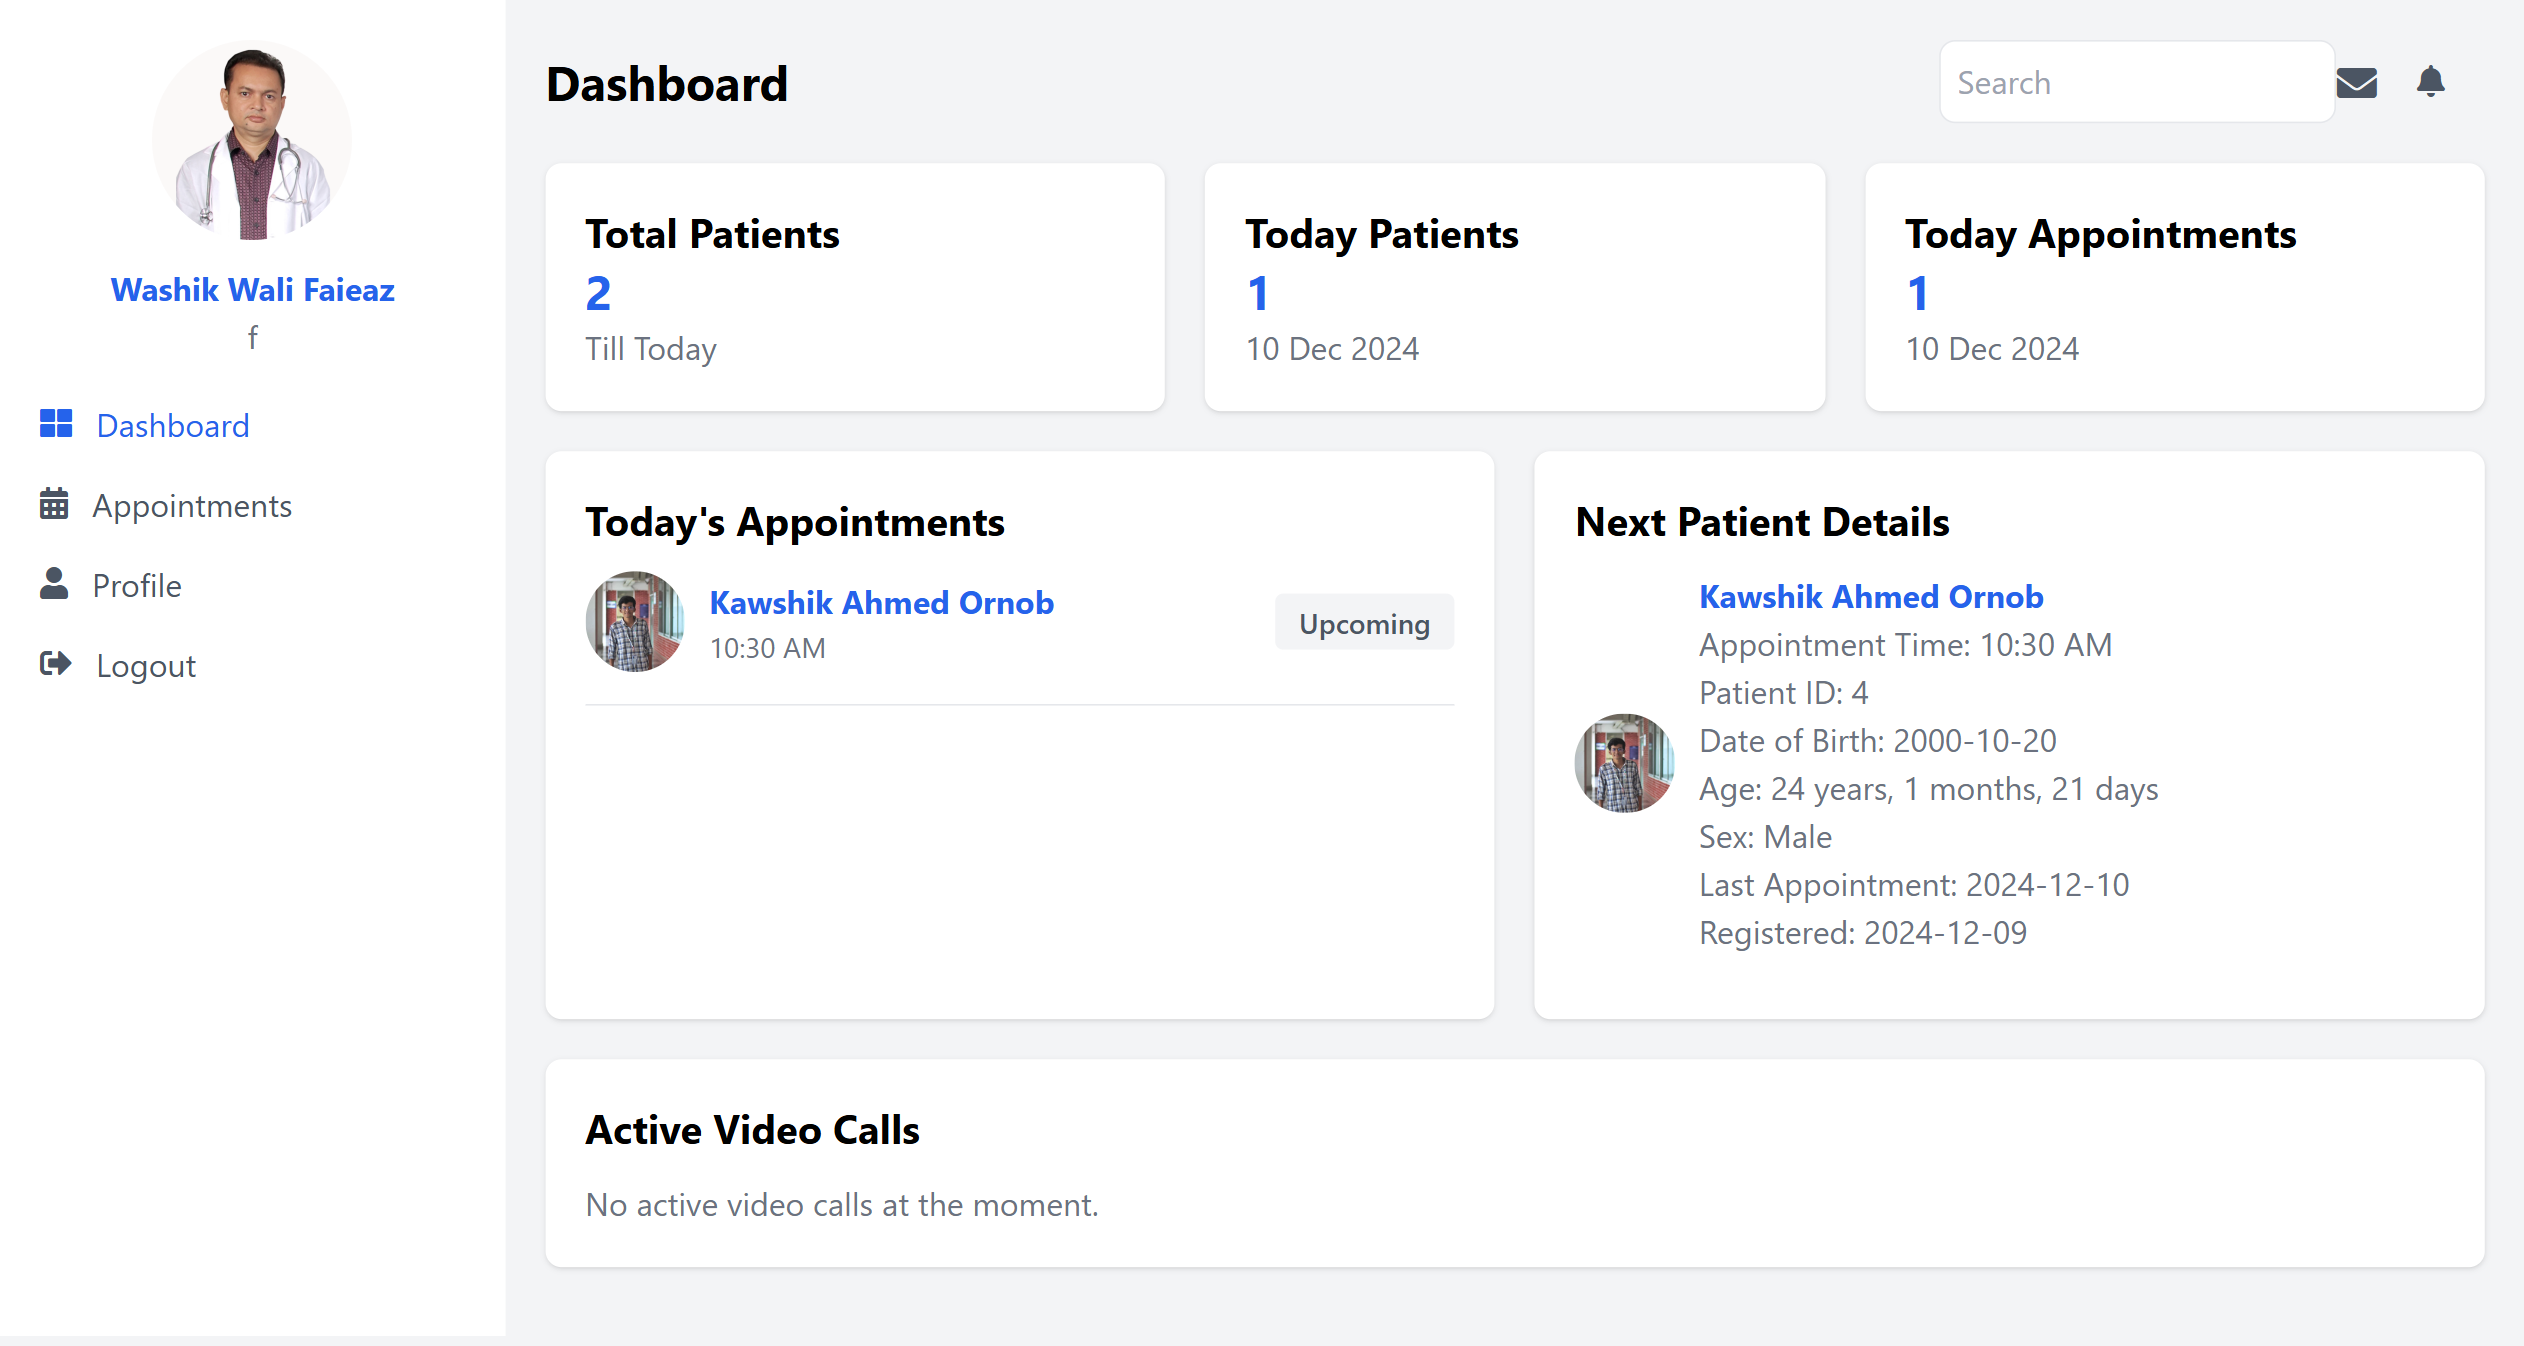 Washik Wali Faieaz
f
Dashboard
Appointments
Profile
Logout
Dashboard
Search
Total Patients
2
Till Today
Today Patients
1
10 Dec 2024
Today Appointments
1
10 Dec 2024
Today's Appointments
Kawshik Ahmed Ornob
10:30 AM
Upcoming
Next Patient Details
Kawshik Ahmed Ornob
Appointment Time: 10:30 AM
Patient ID: 4
Date of Birth: 2000-10-20
Age: 24 years, 1 months, 21 days
Sex: Male
Last Appointment: 2024-12-10
Registered: 2024-12-09
Active Video Calls
No active video calls at the moment.